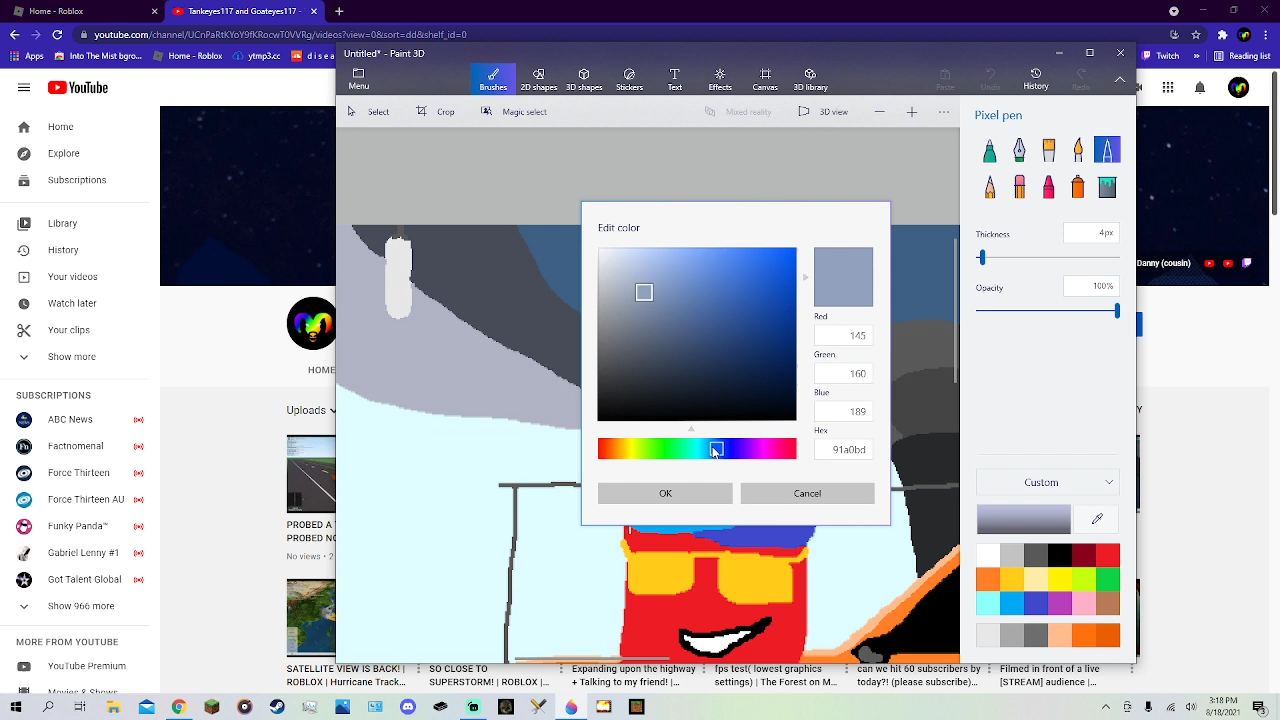 Home - Roblox
Tankeyes117 and Goateyes117 -
youtube.com/channel/UCnPaRtKYoY9fKRocwT0VVRg/videos?view=0&sort=dd&shelf_id=0
Apps
Into The Mist bgro...
Home - Roblox
ytmp3.cc
d i s e a
Twitch
Reading list
Untitled* - Paint 3D
Menu
Brushes
2D shapes
3D shapes
Stickers
Text
Effects
Canvas
3D library
Paste
Undo
History
Redo
Select
Crop
Magic select
Mixed reality
3D view
YouTube
Home
Explore
Subscriptions
Library
History
Your videos
Watch later
Your clips
Show more
SUBSCRIPTIONS
ABC News
Factnomenal
Force Thirteen
Force Thirteen AU
Funky Panda™
Gabriel Lenny #1
Got Talent Global
Show 966 more
MORE FROM YOUTUBE
YouTube Premium
Movies & Shows
HOME
Uploads
PROBED A
PROBED NO
No views • 2
SATELLITE VIEW IS BACK! |
ROBLOX | Hurricane Track...
SO CLOSE TO
SUPERSTORM! | ROBLOX |...
Expanding upon the highway
+ Talking to my friend! |...
fps test( lowest graphics
settings) | The Forest on M...
can we hit 60 subscribers by
today?! (please subscribe...
Filmed in front of a live
[STREAM] audience |...
Danny (cousin)
Edit color
Red
145
Green
160
Blue
189
Hex
91a0bd
OK
Cancel
Pixel pen
Thickness
4px
Opacity
100%
Custom
3:18 PM
8/18/2021